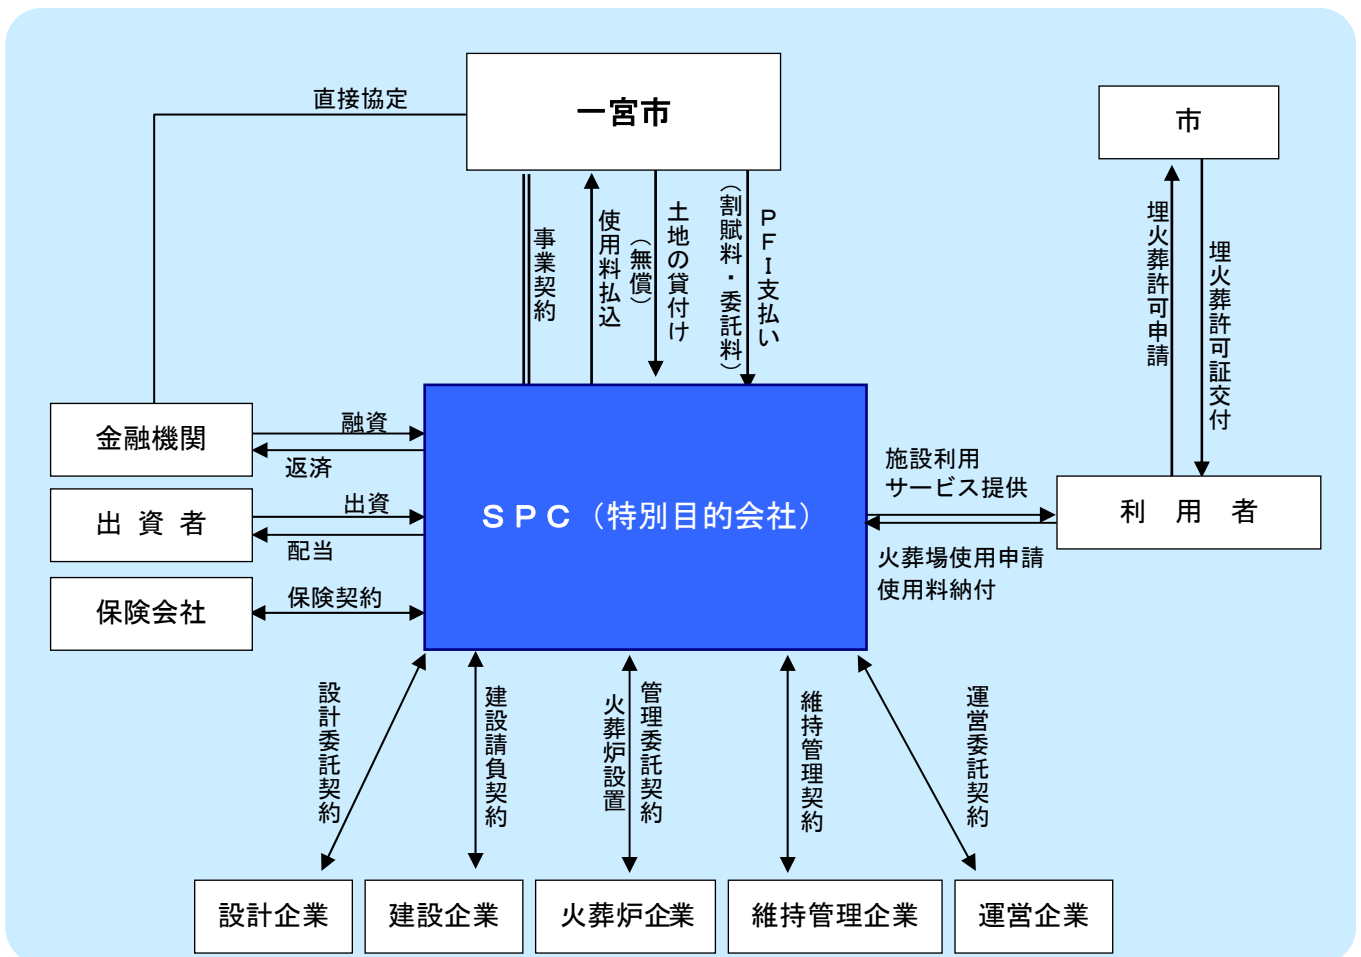 直接協定
一宮市
市
事業契約
使用料払込
土地の貸付け
（無償）
ＰＦＩ支払い
（割賦料・委託料）
埋火葬許可申請
埋火葬許可証交付
金融機関
融資
返済
出 資 者
出資
配当
保険会社
保険契約
ＳＰＣ（特別目的会社）
施設利用
サービス提供
火葬場使用申請
使用料納付
利　用　者
設計委託契約
建設請負契約
管理委託契約
火葬炉設置
維持管理契約
運営委託契約
設計企業
建設企業
火葬炉企業
維持管理企業
運営企業